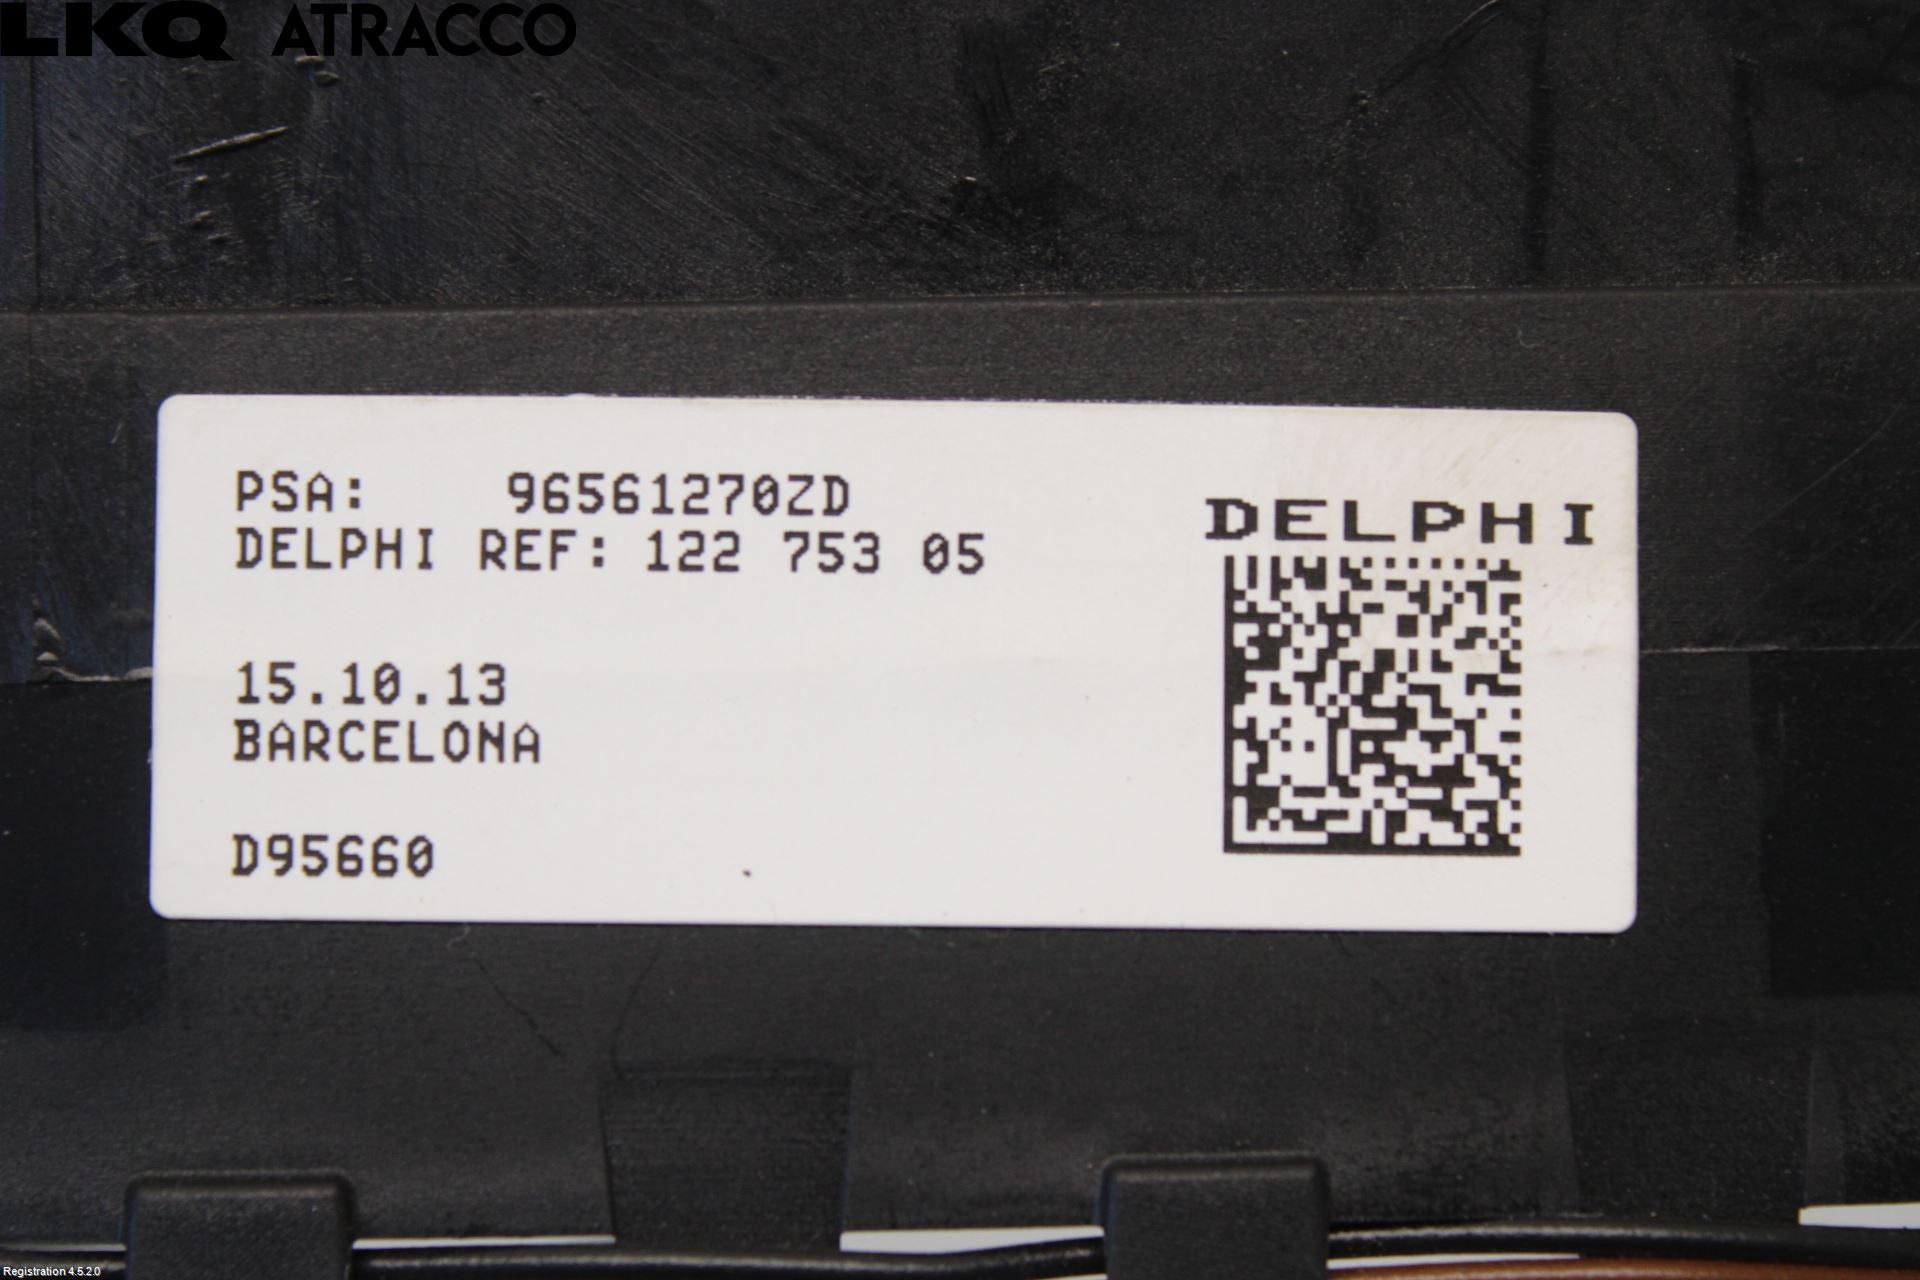 LKQ ATRACCO
PSA: 96561270ZD
DELPHI REF: 122 753 05
DELPHI
15.10.13
BARCELONA
D95660
Registration 4.5.2.0